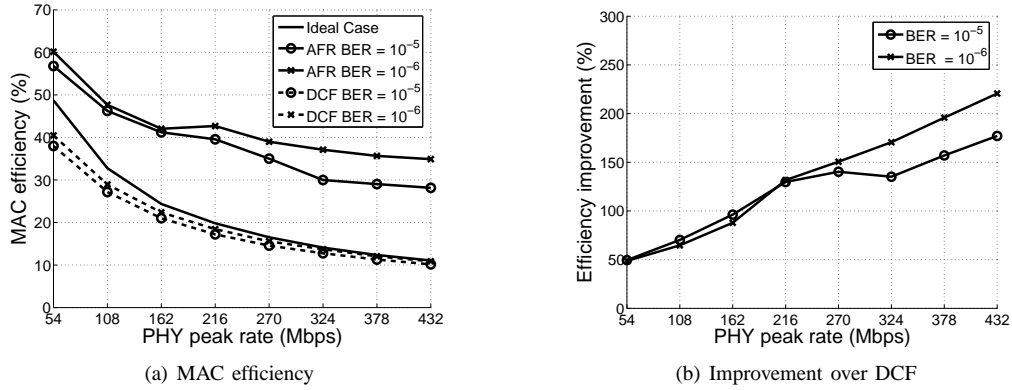 70
60
50
40
30
20
10
0
54
108
162
216
270
324
378
432
MAC efficiency (%)
PHY peak rate (Mbps)
Ideal Case
AFR BER = 10⁻⁵
AFR BER = 10⁻⁶
DCF BER = 10⁻⁵
DCF BER = 10⁻⁶
(a) MAC efficiency
300
250
200
150
100
50
0
54
108
162
216
270
324
378
432
Efficiency improvement (%)
PHY peak rate (Mbps)
BER = 10⁻⁵
BER = 10⁻⁶
(b) Improvement over DCF